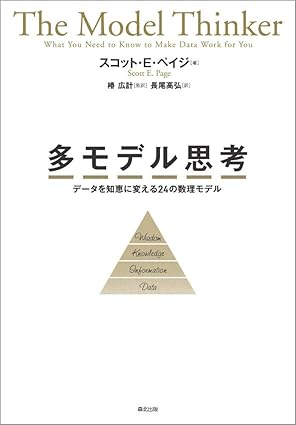 The Model Thinker
What You Need to Know to Make Data Work for You
スコット・E・ペイジ[著]
Scott E. Page
椿 広計[監訳] 長尾高弘[訳]
多モデル思考
データを知恵に変える24の数理モデル
Wisdom
Knowledge
Information
Data
森北出版